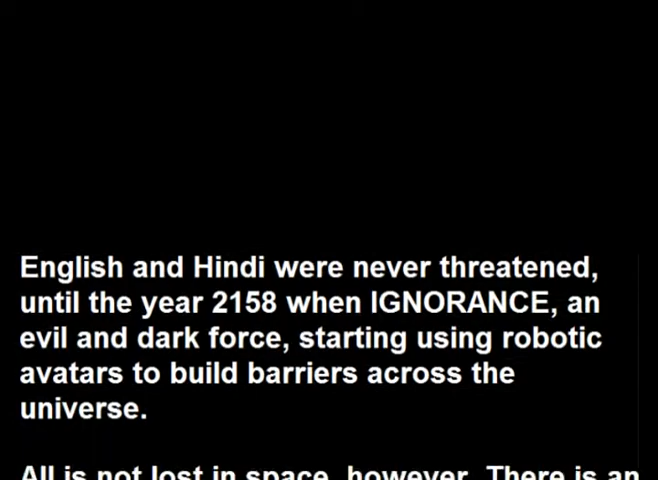 English and Hindi were never threatened,
until the year 2158 when IGNORANCE, an
evil and dark force, starting using robotic
avatars to build barriers across the
universe.
All is not lost in space, however. There is an